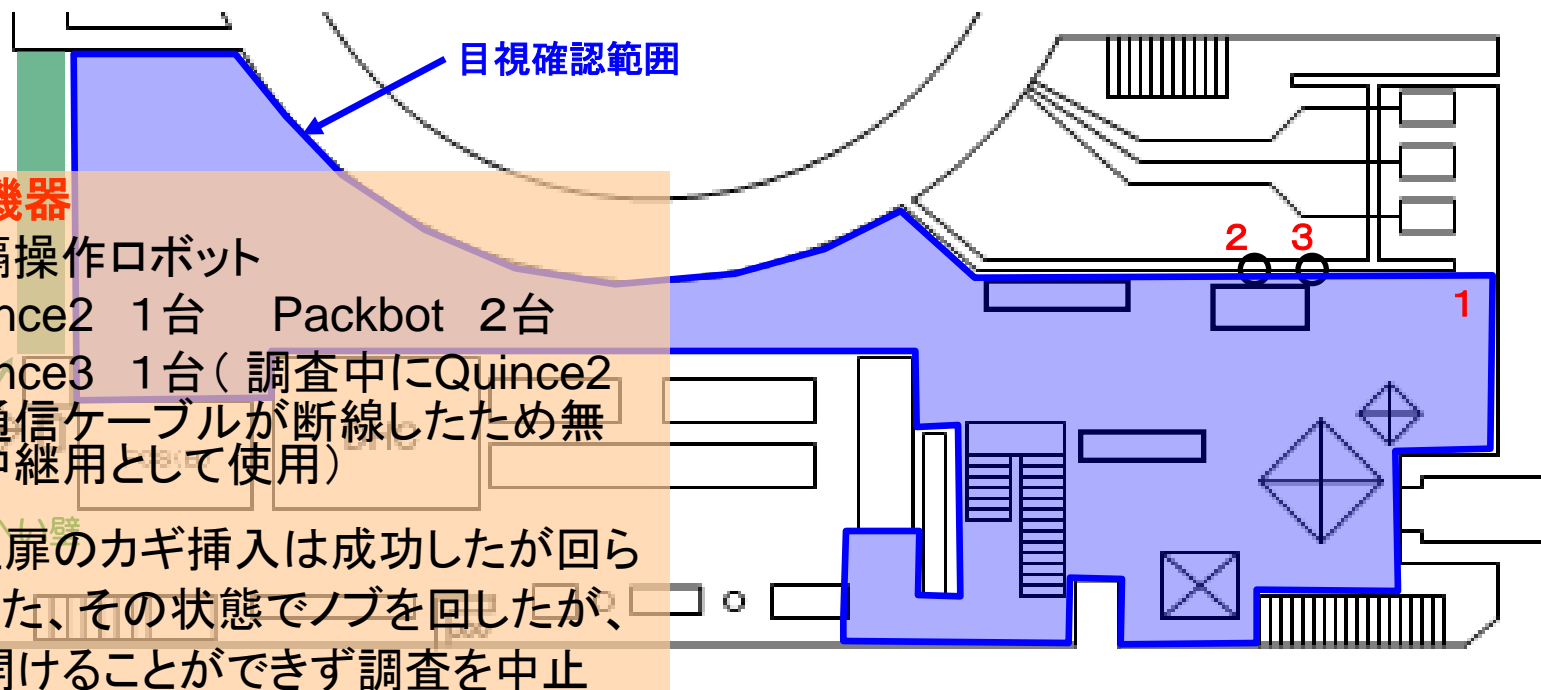 目視確認範囲
機器
隔操作ロボット
nce2 1台 Packbot 2台
nce3 1台( 調査中にQuince2
通信ケーブルが断線したため無
中継用として使用)
扉のカギ挿入は成功したが回ら
た、その状態でノブを回したが、
開けることができず調査を中止
へい壁
2 3
1